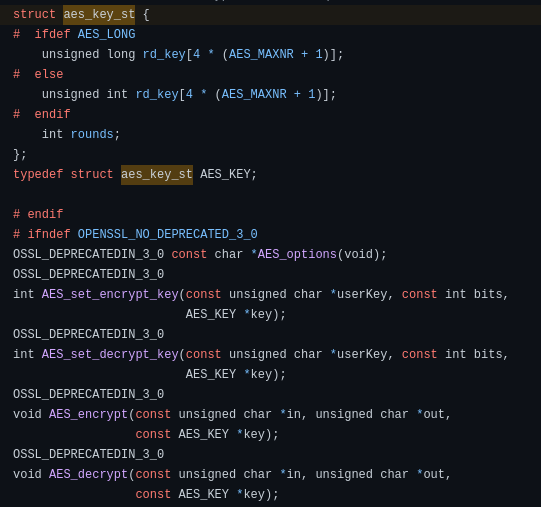 struct aes_key_st {
#  ifdef AES_LONG
    unsigned long rd_key[4 * (AES_MAXNR + 1)];
#  else
    unsigned int rd_key[4 * (AES_MAXNR + 1)];
#  endif
    int rounds;
};
typedef struct aes_key_st AES_KEY;

# endif
# ifndef OPENSSL_NO_DEPRECATED_3_0
OSSL_DEPRECATEDIN_3_0 const char *AES_options(void);
OSSL_DEPRECATEDIN_3_0
int AES_set_encrypt_key(const unsigned char *userKey, const int bits,
                        AES_KEY *key);
OSSL_DEPRECATEDIN_3_0
int AES_set_decrypt_key(const unsigned char *userKey, const int bits,
                        AES_KEY *key);
OSSL_DEPRECATEDIN_3_0
void AES_encrypt(const unsigned char *in, unsigned char *out,
                 const AES_KEY *key);
OSSL_DEPRECATEDIN_3_0
void AES_decrypt(const unsigned char *in, unsigned char *out,
                 const AES_KEY *key);